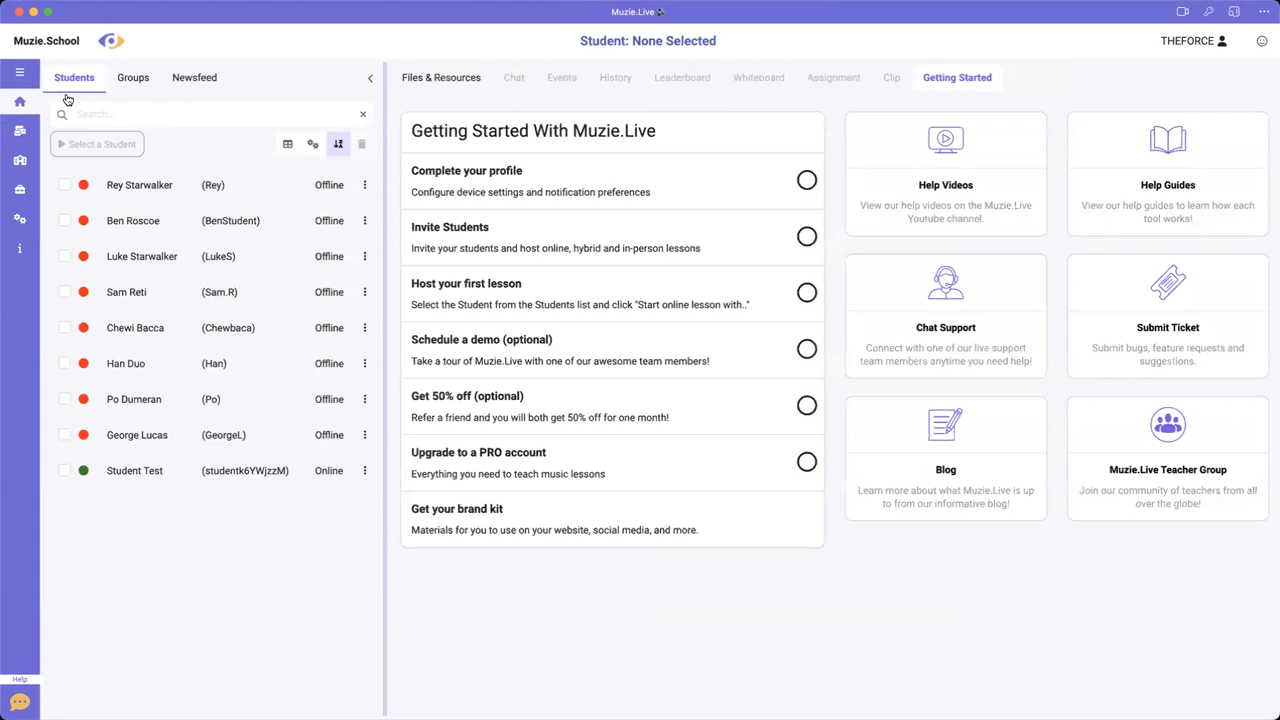 Muzie.Live
Muzie.School
Student: None Selected
THEFORCE
Students Groups Newsfeed
Files & Resources Chat Events History Leaderboard Whiteboard Assignment Clip Getting Started
Search...
Select a Student
Rey Starwalker (Rey) Offline
Ben Roscoe (BenStudent) Offline
Luke Starwalker (LukeS) Offline
Sam Reti (Sam.R) Offline
Chewi Bacca (Chewbaca) Offline
Han Duo (Han) Offline
Po Dumeran (Po) Offline
George Lucas (GeorgeL) Offline
Student Test (studentk6YWjzzM) Online
Help
Getting Started With Muzie.Live
Complete your profile
Configure device settings and notification preferences
Invite Students
Invite your students and host online, hybrid and in-person lessons
Host your first lesson
Select the Student from the Students list and click "Start online lesson with.."
Schedule a demo (optional)
Take a tour of Muzie.Live with one of our awesome team members!
Get 50% off (optional)
Refer a friend and you will both get 50% off for one month!
Upgrade to a PRO account
Everything you need to teach music lessons
Get your brand kit
Materials for you to use on your website, social media, and more.
Help Videos
View our help videos on the Muzie.Live
Youtube channel.
Help Guides
View our help guides to learn how each
tool works!
Chat Support
Connect with one of our live support
team members anytime you need help!
Submit Ticket
Submit bugs, feature requests and
suggestions.
Blog
Learn more about what Muzie.Live is up
to from our informative blog!
Muzie.Live Teacher Group
Join our community of teachers from all
over the globe!